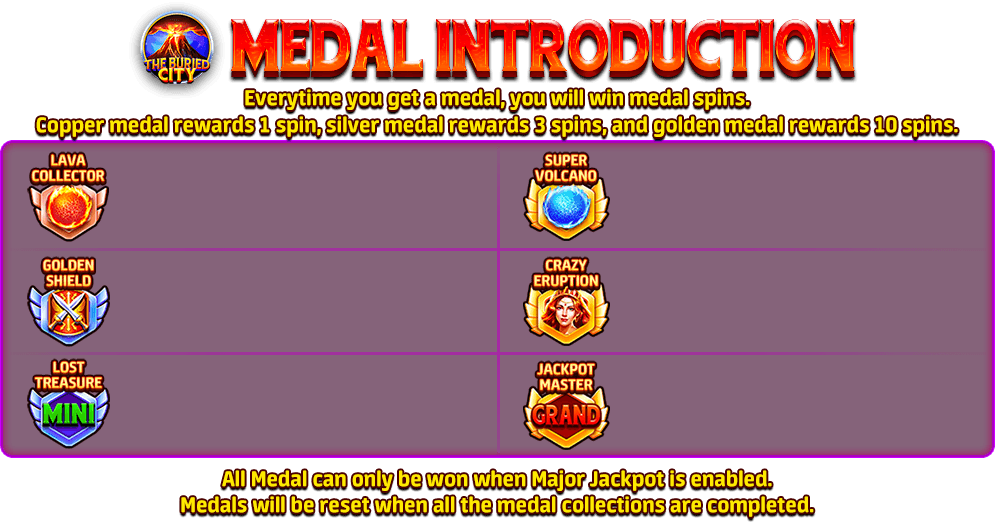 THE BURIED
CITY
MEDAL INTRODUCTION
Everytime you get a medal, you will win medal spins.
Copper medal rewards 1 spin, silver medal rewards 3 spins, and golden medal rewards 10 spins.
LAVA
COLLECTOR
SUPER
VOLCANO
GOLDEN
SHIELD
CRAZY
ERUPTION
LOST
TREASURE
MINI
JACKPOT
MASTER
GRAND
All Medal can only be won when Major Jackpot is enabled.
Medals will be reset when all the medal collections are completed.